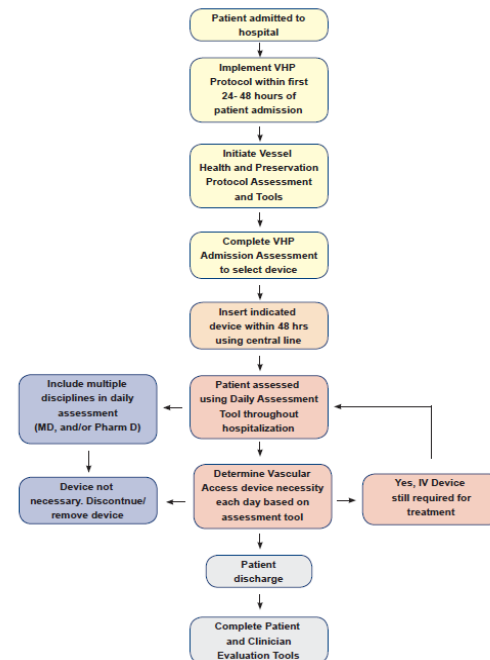 Patient admitted to
hospital
Implement VHP
Protocol within first
24- 48 hours of
patient admission
Initiate Vessel
Health and Preservation
Protocol Assessment
and Tools
Complete VHP
Admission Assessment
to select device
Insert indicated
device within 48 hrs
using central line
Include multiple
disciplines in daily
assessment
(MD, and/or Pharm D)
Patient assessed
using Daily Assessment
Tool throughout
hospitalization
Device not
necessary. Discontnue/
remove device
Determine Vascular
Access device necessity
each day based on
assessment tool
Yes, IV Device
still required for
treatment
Patient
discharge
Complete Patient
and Clinician
Evaluation Tools